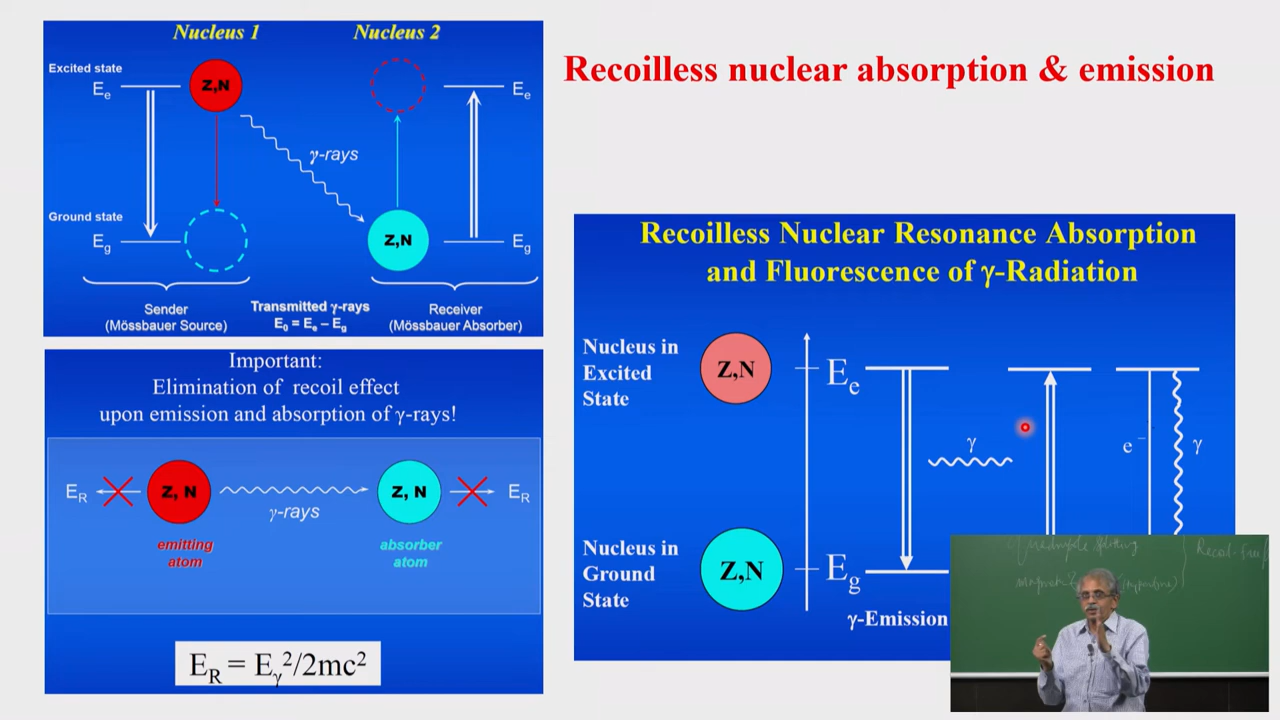 Recoilless nuclear absorption & emission
Nucleus 1
Nucleus 2
Excited state
Ee
Z,N
Ee
γ-rays
Ground state
Eg
Z,N
Eg
Sender
(Mössbauer Source)
Transmitted γ-rays
E0 = Ee – Eg
Receiver
(Mössbauer Absorber)
Important:
Elimination of recoil effect
upon emission and absorption of γ-rays!
ER
Z, N
γ-rays
Z, N
ER
emitting
atom
absorber
atom
ER = Eγ²/2mc²
Recoilless Nuclear Resonance Absorption
and Fluorescence of γ-Radiation
Nucleus in
Excited
State
Z,N
Ee
γ
e⁻
γ
Nucleus in
Ground
State
Z,N
Eg
γ-Emission
Quadrupole Splitting